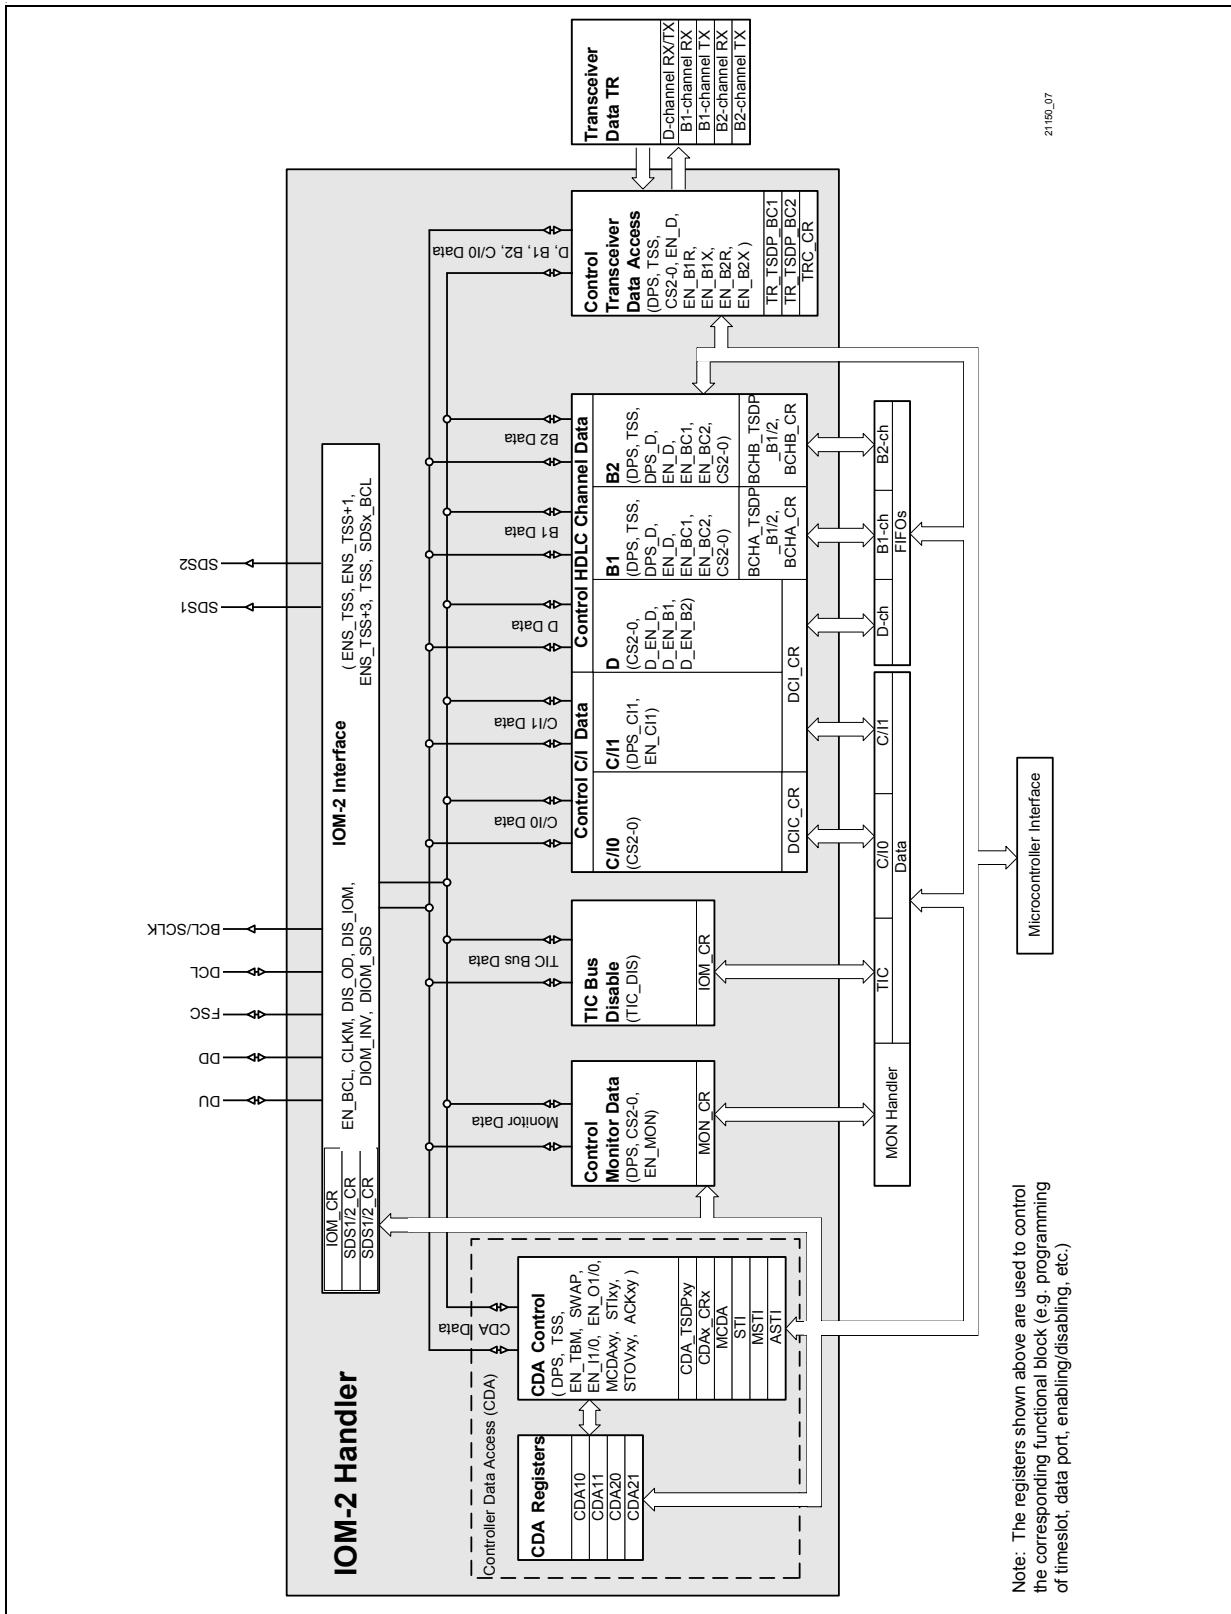 IOM-2 Handler
SDS2
SDS1
BCL/SCLK
DCL
FSC
DD
DU
IOM_CR
SDS1/2_CR
SDS1/2_CR
IOM-2 Interface
EN_BCL, CLKM, DIS_OD, DIS_IOM,
DIOM_INV, DIOM_SDS
( ENS_TSS, ENS_TSS+1,
ENS_TSS+3, TSS, SDSx_BCL
Controller Data Access (CDA)
CDA Registers
CDA10
CDA11
CDA20
CDA21
CDA Data
CDA Control
( DPS, TSS,
EN_TBM, SWAP,
EN_I1/0, EN_O1/0,
MCDAxy, STIxy,
STOVxy, ACKxy )
CDA_TSDPxy
CDAx_CRx
MCDA
STI
MSTI
ASTI
Monitor Data
Control
Monitor Data
(DPS, CS2-0,
EN_MON)
MON_CR
TIC Bus Data
TIC Bus
Disable
(TIC_DIS)
IOM_CR
C/I0 Data
C/I1 Data
Control C/I Data
C/I0
(CS2-0)
DCIC_CR
C/I1
(DPS_CI1,
EN_CI1)
D Data
B1 Data
B2 Data
Control HDLC Channel Data
D
(CS2-0,
D_EN_D,
D_EN_B1,
D_EN_B2)
DCI_CR
B1
(DPS, TSS,
DPS_D,
EN_D,
EN_BC1,
EN_BC2,
CS2-0)
BCHA_TSDP
_B1/2,
BCHA_CR
B2
(DPS, TSS,
DPS_D,
EN_D,
EN_BC1,
EN_BC2,
CS2-0)
BCHB_TSDP
_B1/2,
BCHB_CR
D, B1, B2, C/I0 Data
Control
Transceiver
Data Access
(DPS, TSS,
CS2-0, EN_D,
EN_B1R,
EN_B1X,
EN_B2R,
EN_B2X )
TR_TSDP_BC1
TR_TSDP_BC2
TRC_CR
Transceiver
Data TR
D-channel RX/TX
B1-channel RX
B1-channel TX
B2-channel RX
B2-channel TX
MON Handler
TIC
C/I0
C/I1
Data
D-ch
B1-ch
B2-ch
FIFOs
Microcontroller Interface
Note: The registers shown above are used to control
the corresponding functional block (e.g. programming
of timeslot, data port, enabling/disabling, etc.)
21150_07